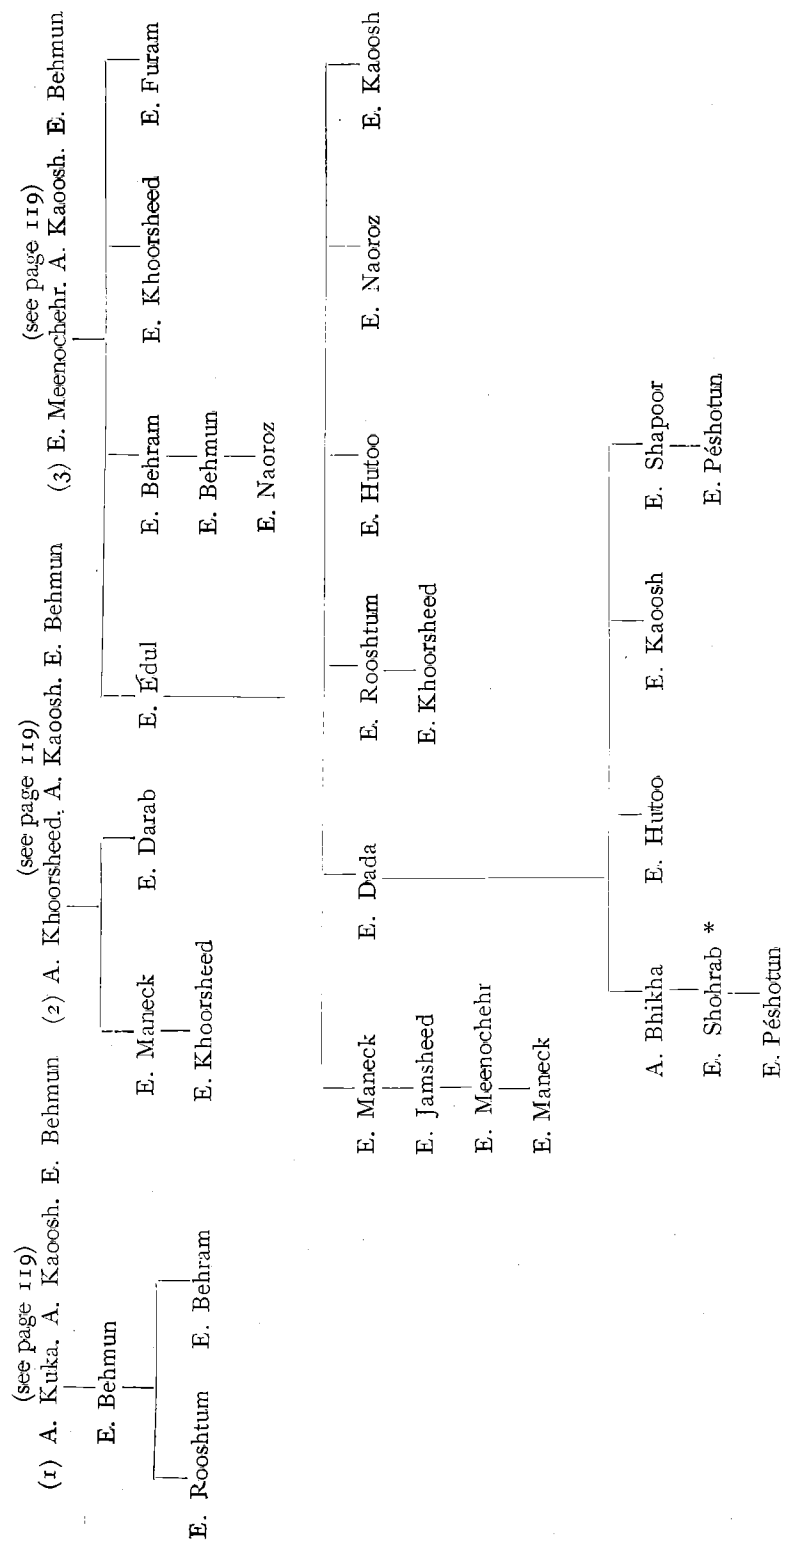 (see page 119) (see page 119) (see page 119)
(1) A. Kuka. A. Kaoosh. E. Behmun (2) A. Khoorsheed. A. Kaoosh. E. Behmun (3) E. Meenochehr. A. Kaoosh. E. Behmun
E. Behmun E. Maneck E. Darab E. Édul E. Behram E. Khoorsheed E. Furam
E. Rooshtum E. Behram E. Khoorsheed E. Behmun
E. Naoroz
E. Maneck E. Dada E. Rooshtum E. Hutoo E. Naoroz E. Kaoosh
E. Jamsheed E. Khoorsheed
E. Meenochehr
E. Maneck
A. Bhikha E. Hutoo E. Kaoosh E. Shapoor
E. Shohrab * E. Péshotun
E. Péshotun